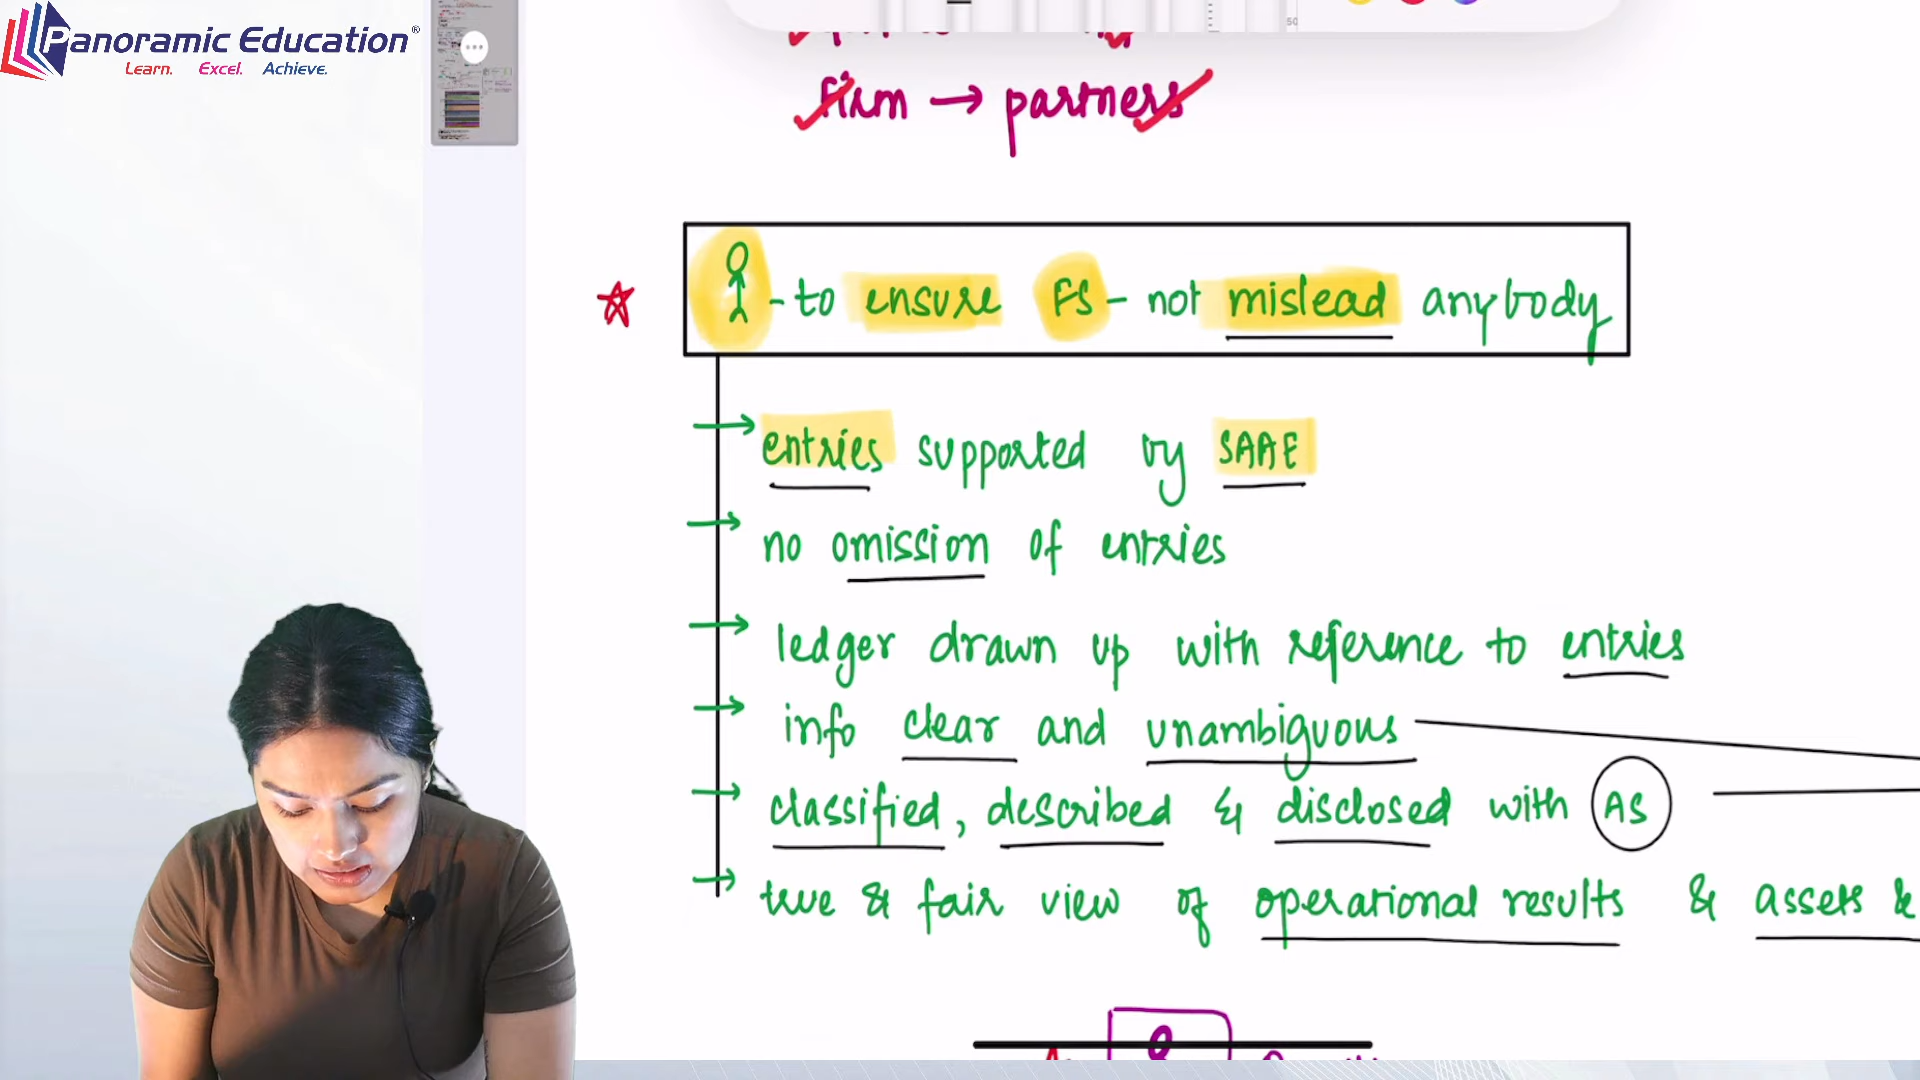 Panoramic Education®
Learn. Excel. Achieve.
50
firm → partners
- to ensure FS - not mislead anybody
→ entries supported by SAAE
→ no omission of entries
→ ledger drawn up with reference to entries
→ info clear and unambiguous
→ classified, described & disclosed with AS
→ true & fair view of operational results & assets &